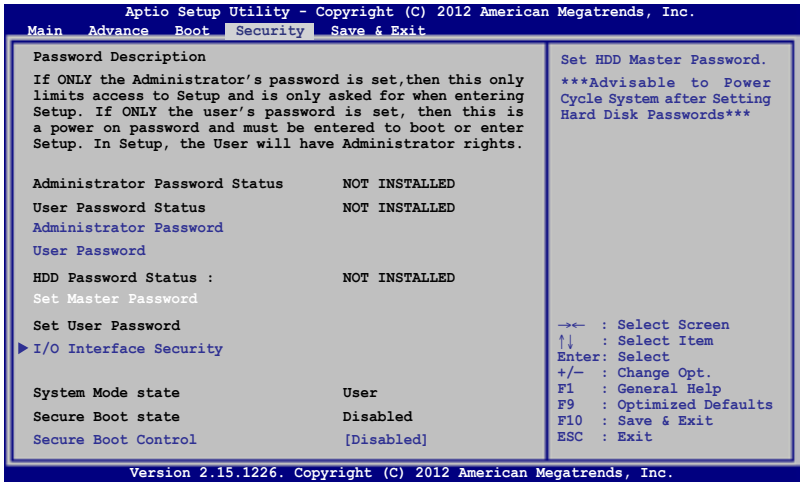 Aptio Setup Utility - Copyright (C) 2012 American Megatrends, Inc.
Main Advance Boot Security Save & Exit
Password Description
If ONLY the Administrator's password is set,then this only
limits access to Setup and is only asked for when entering
Setup. If ONLY the user's password is set, then this is
a power on password and must be entered to boot or enter
Setup. In Setup, the User will have Administrator rights.
Administrator Password Status NOT INSTALLED
User Password Status NOT INSTALLED
Administrator Password
User Password
HDD Password Status : NOT INSTALLED
Set Master Password
Set User Password
I/O Interface Security
System Mode state User
Secure Boot state Disabled
Secure Boot Control [Disabled]
Set HDD Master Password.
***Advisable to Power
Cycle System after Setting
Hard Disk Passwords***
→← : Select Screen
↑↓ : Select Item
Enter: Select
+/— : Change Opt.
F1 : General Help
F9 : Optimized Defaults
F10 : Save & Exit
ESC : Exit
Version 2.15.1226. Copyright (C) 2012 American Megatrends, Inc.